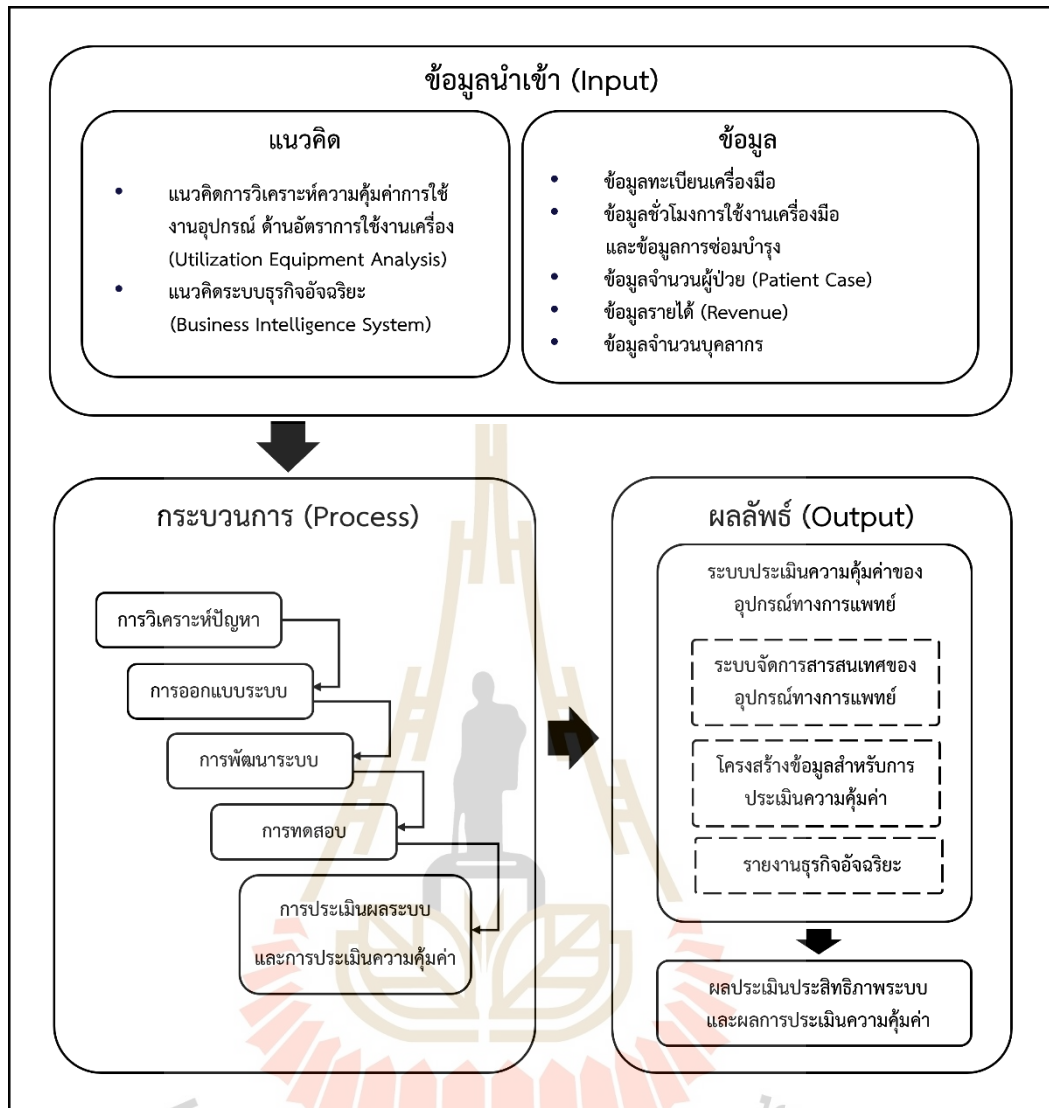 ข้อมูลนำเข้า (Input)
แนวคิด
แนวคิดการวิเคราะห์ความคุ้มค่าการใช้
งานอุปกรณ์ ด้านอัตราการใช้งานเครื่อง
(Utilization Equipment Analysis)
แนวคิดระบบธุรกิจอัจฉริยะ
(Business Intelligence System)
ข้อมูล
ข้อมูลทะเบียนเครื่องมือ
ข้อมูลชั่วโมงการใช้งานเครื่องมือ
และข้อมูลการซ่อมบำรุง
ข้อมูลจำนวนผู้ป่วย (Patient Case)
ข้อมูลรายได้ (Revenue)
ข้อมูลจำนวนบุคลากร
กระบวนการ (Process)
การวิเคราะห์ปัญหา
การออกแบบระบบ
การพัฒนาระบบ
การทดสอบ
การประเมินผลระบบ
และการประเมินความคุ้มค่า
ผลลัพธ์ (Output)
ระบบประเมินความคุ้มค่าของ
อุปกรณ์ทางการแพทย์
ระบบจัดการสารสนเทศของ
อุปกรณ์ทางการแพทย์
โครงสร้างข้อมูลสำหรับการ
ประเมินความคุ้มค่า
รายงานธุรกิจอัจฉริยะ
ผลประเมินประสิทธิภาพระบบ
และผลการประเมินความคุ้มค่า